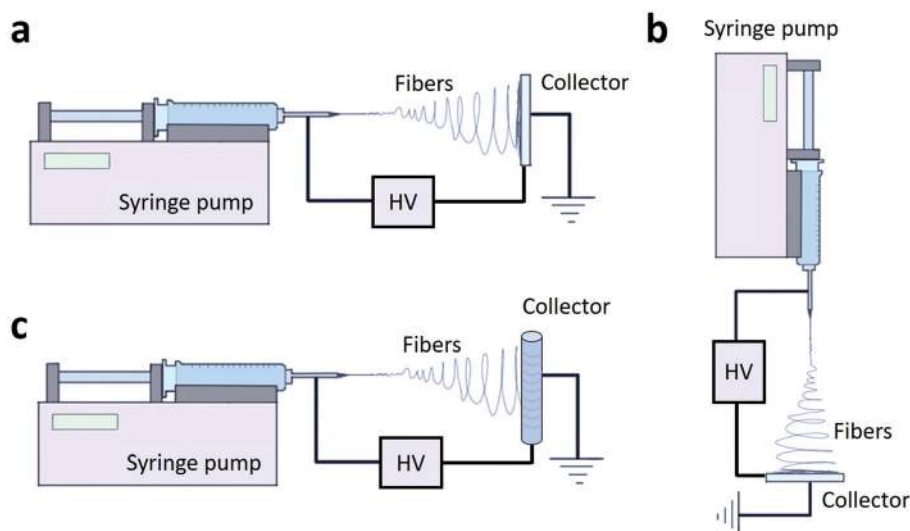 a
Fibers
Collector
Syringe pump
HV
b
Syringe pump
HV
Fibers
Collector
c
Collector
Fibers
Syringe pump
HV